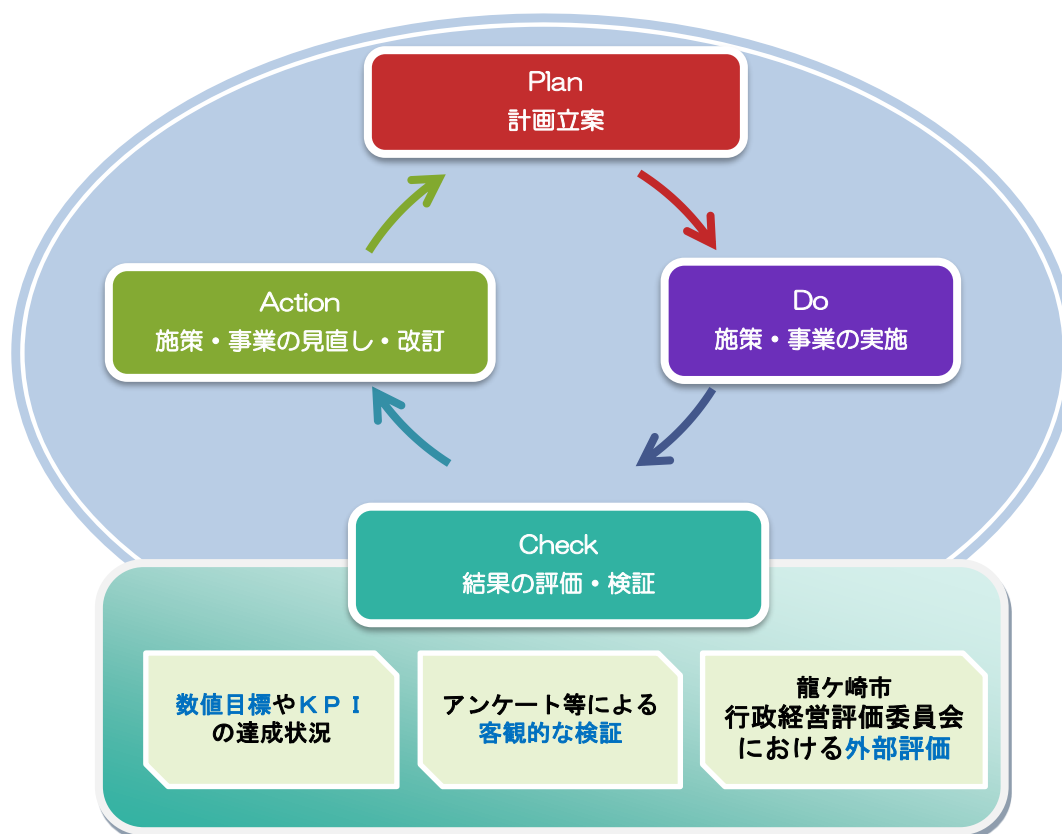 Plan
計画立案
Action
施策・事業の見直し・改訂
Do
施策・事業の実施
Check
結果の評価・検証
数値目標やＫＰＩ
の達成状況
アンケート等による
客観的な検証
龍ケ崎市
行政経営評価委員会
における外部評価